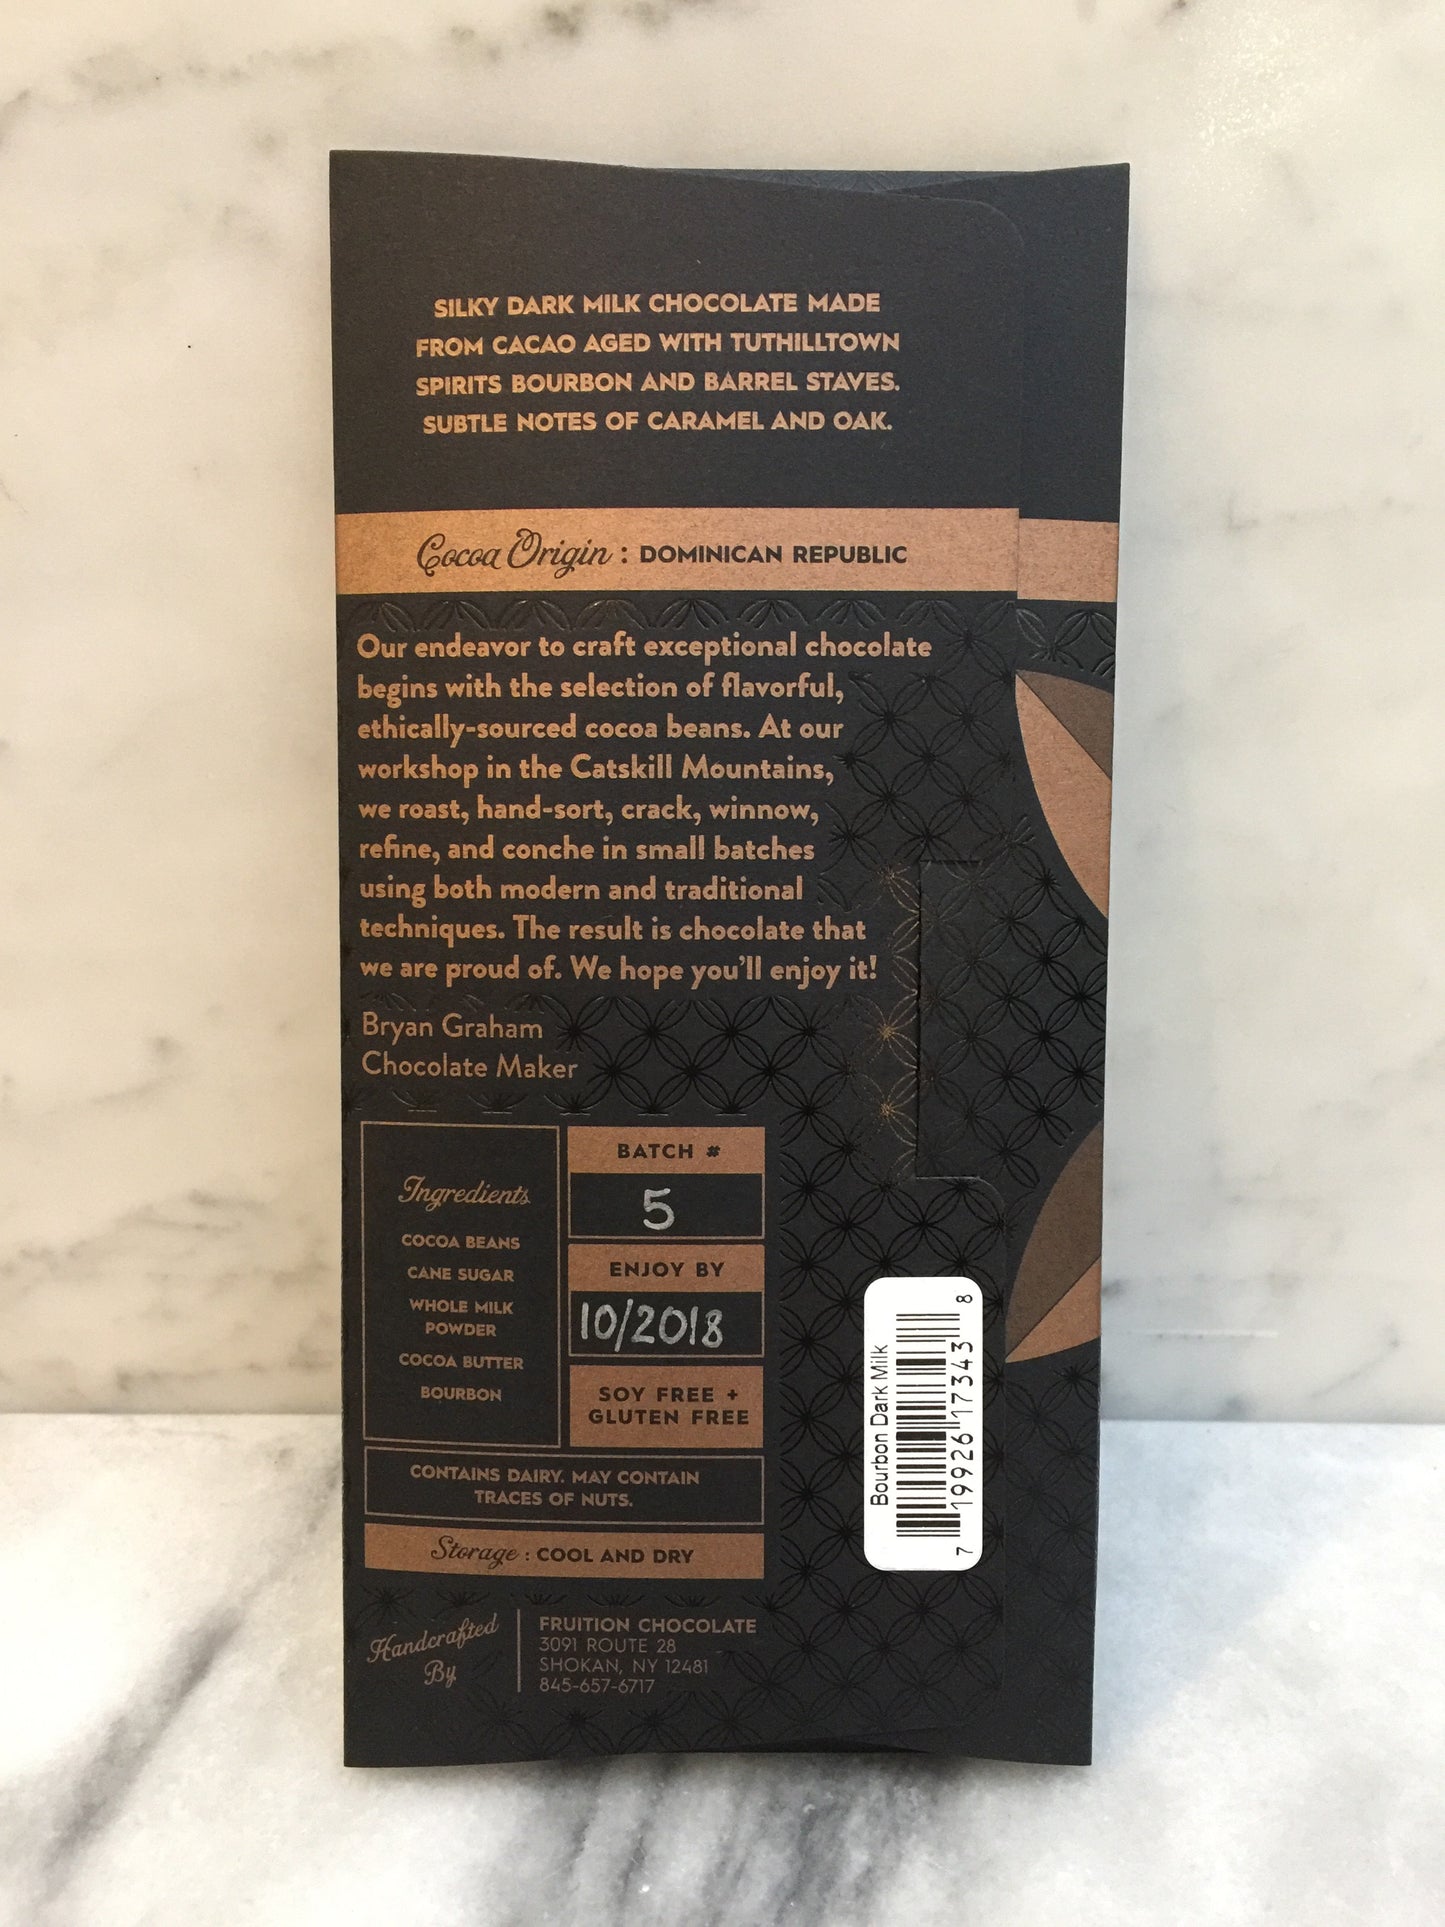 SILKY DARK MILK CHOCOLATE MADE
FROM CACAO AGED WITH TUTHILLTOWN
SPIRITS BOURBON AND BARREL STAVES.
SUBTLE NOTES OF CARAMEL AND OAK.
Cocoa Origin : DOMINICAN REPUBLIC
Our endeavor to craft exceptional chocolate
begins with the selection of flavorful,
ethically-sourced cocoa beans. At our
workshop in the Catskill Mountains,
we roast, hand-sort, crack, winnow,
refine, and conche in small batches
using both modern and traditional
techniques. The result is chocolate that
we are proud of. We hope you'll enjoy it!
Bryan Graham
Chocolate Maker
Ingredients
COCOA BEANS
CANE SUGAR
WHOLE MILK
POWDER
COCOA BUTTER
BOURBON
BATCH #
5
ENJOY BY
10/2018
SOY FREE +
GLUTEN FREE
CONTAINS DAIRY. MAY CONTAIN
TRACES OF NUTS.
Storage : COOL AND DRY
Handcrafted
By
FRUITION CHOCOLATE
3091 ROUTE 28
SHOKAN, NY 12481
845-657-6717
Bourbon Dark Milk
7 19926 17343 8